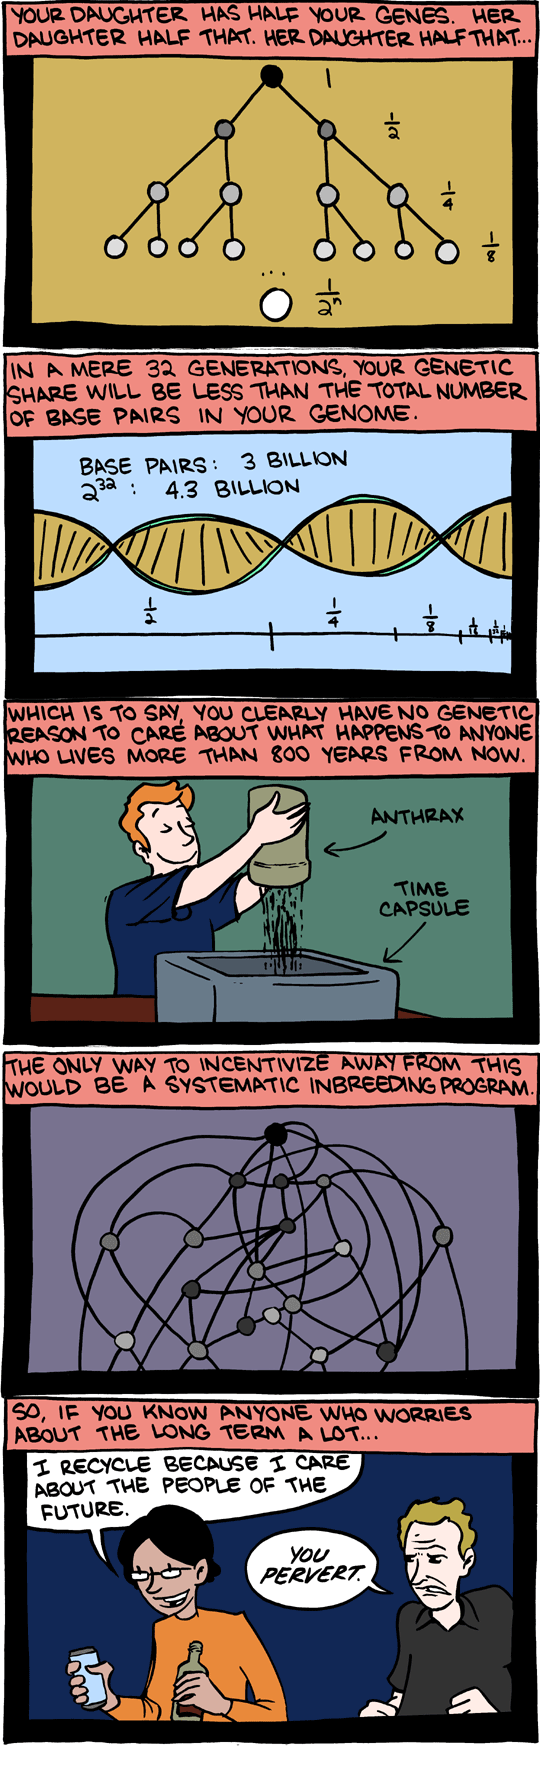 YOUR DAUGHTER HAS HALF YOUR GENES. HER
DAUGHTER HALF THAT. HER DAUGHTER HALF THAT...
1
1/2
1/4
1/8
...
1/2ⁿ
IN A MERE 32 GENERATIONS, YOUR GENETIC
SHARE WILL BE LESS THAN THE TOTAL NUMBER
OF BASE PAIRS IN YOUR GENOME.
BASE PAIRS: 3 BILLION
2³²: 4.3 BILLION
1/2
1/4
1/8
1/16
WHICH IS TO SAY, YOU CLEARLY HAVE NO GENETIC
REASON TO CARE ABOUT WHAT HAPPENS TO ANYONE
WHO LIVES MORE THAN 800 YEARS FROM NOW.
ANTHRAX
TIME
CAPSULE
THE ONLY WAY TO INCENTIVIZE AWAY FROM THIS
WOULD BE A SYSTEMATIC INBREEDING PROGRAM.
SO, IF YOU KNOW ANYONE WHO WORRIES
ABOUT THE LONG TERM A LOT...
I RECYCLE BECAUSE I CARE
ABOUT THE PEOPLE OF THE
FUTURE.
YOU
PERVERT.